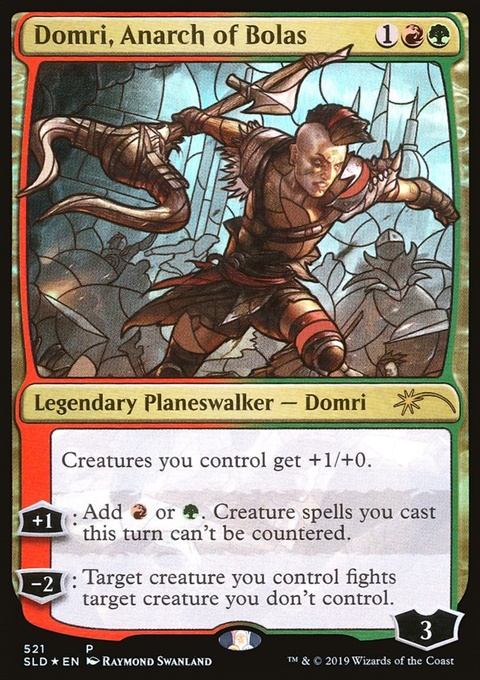 Domri, Anarch of Bolas 1
Legendary Planeswalker — Domri
Creatures you control get +1/+0.
+1 : Add or . Creature spells you cast
this turn can't be countered.
-2 : Target creature you control fights
target creature you don't control.
3
521 P
SLD ★ EN Raymond Swanland
™ & © 2019 Wizards of the Coast